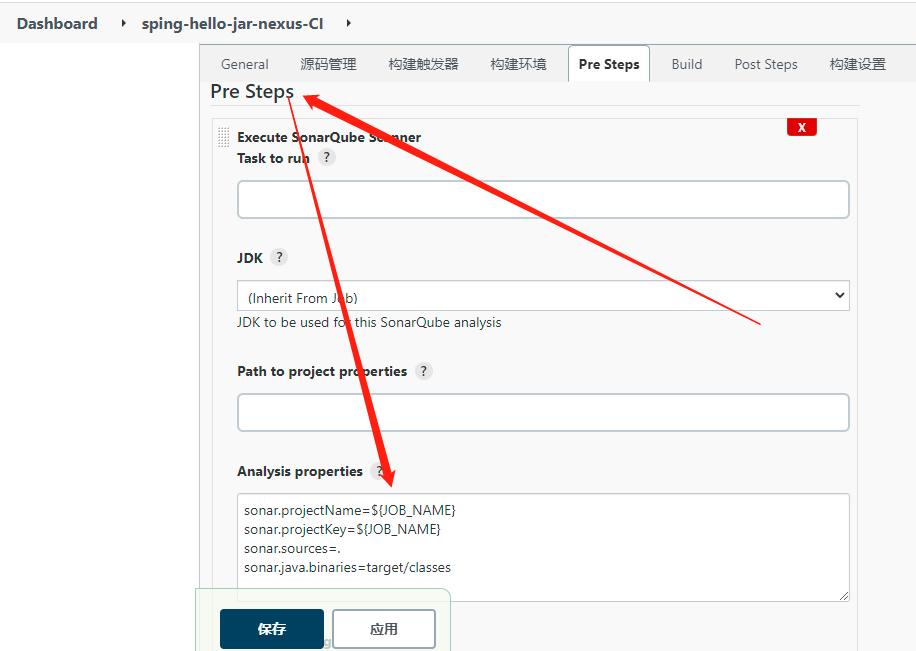 Dashboard sping-hello-jar-nexus-CI
General 源码管理 构建触发器 构建环境 Pre Steps Build Post Steps 构建设置
Pre Steps
X
Execute SonarQube Scanner
Task to run ?
JDK ?
(Inherit From Job)
JDK to be used for this SonarQube analysis
Path to project properties ?
Analysis properties ?
sonar.projectName=${JOB_NAME}
sonar.projectKey=${JOB_NAME}
sonar.sources=.
sonar.java.binaries=target/classes
保存 应用